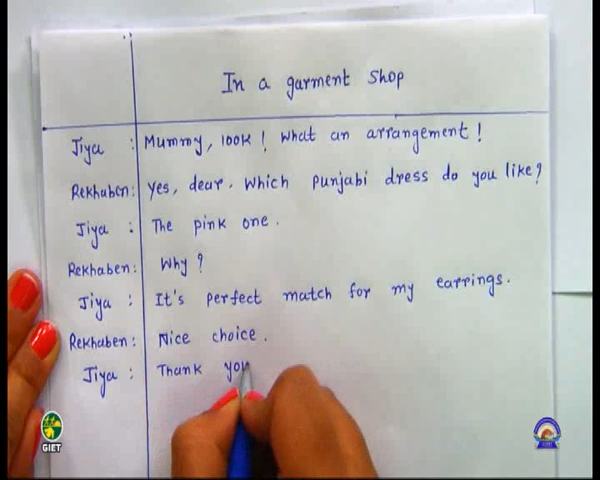 In a garment shop
Jiya : Mummy, look! What an arrangement!
Rekhaben: Yes, dear. Which punjabi dress do you like?
Jiya : The pink one.
Rekhaben: Why?
Jiya : It's perfect match for my earrings.
Rekhaben: Nice choice.
Jiya : Thank you
GIET